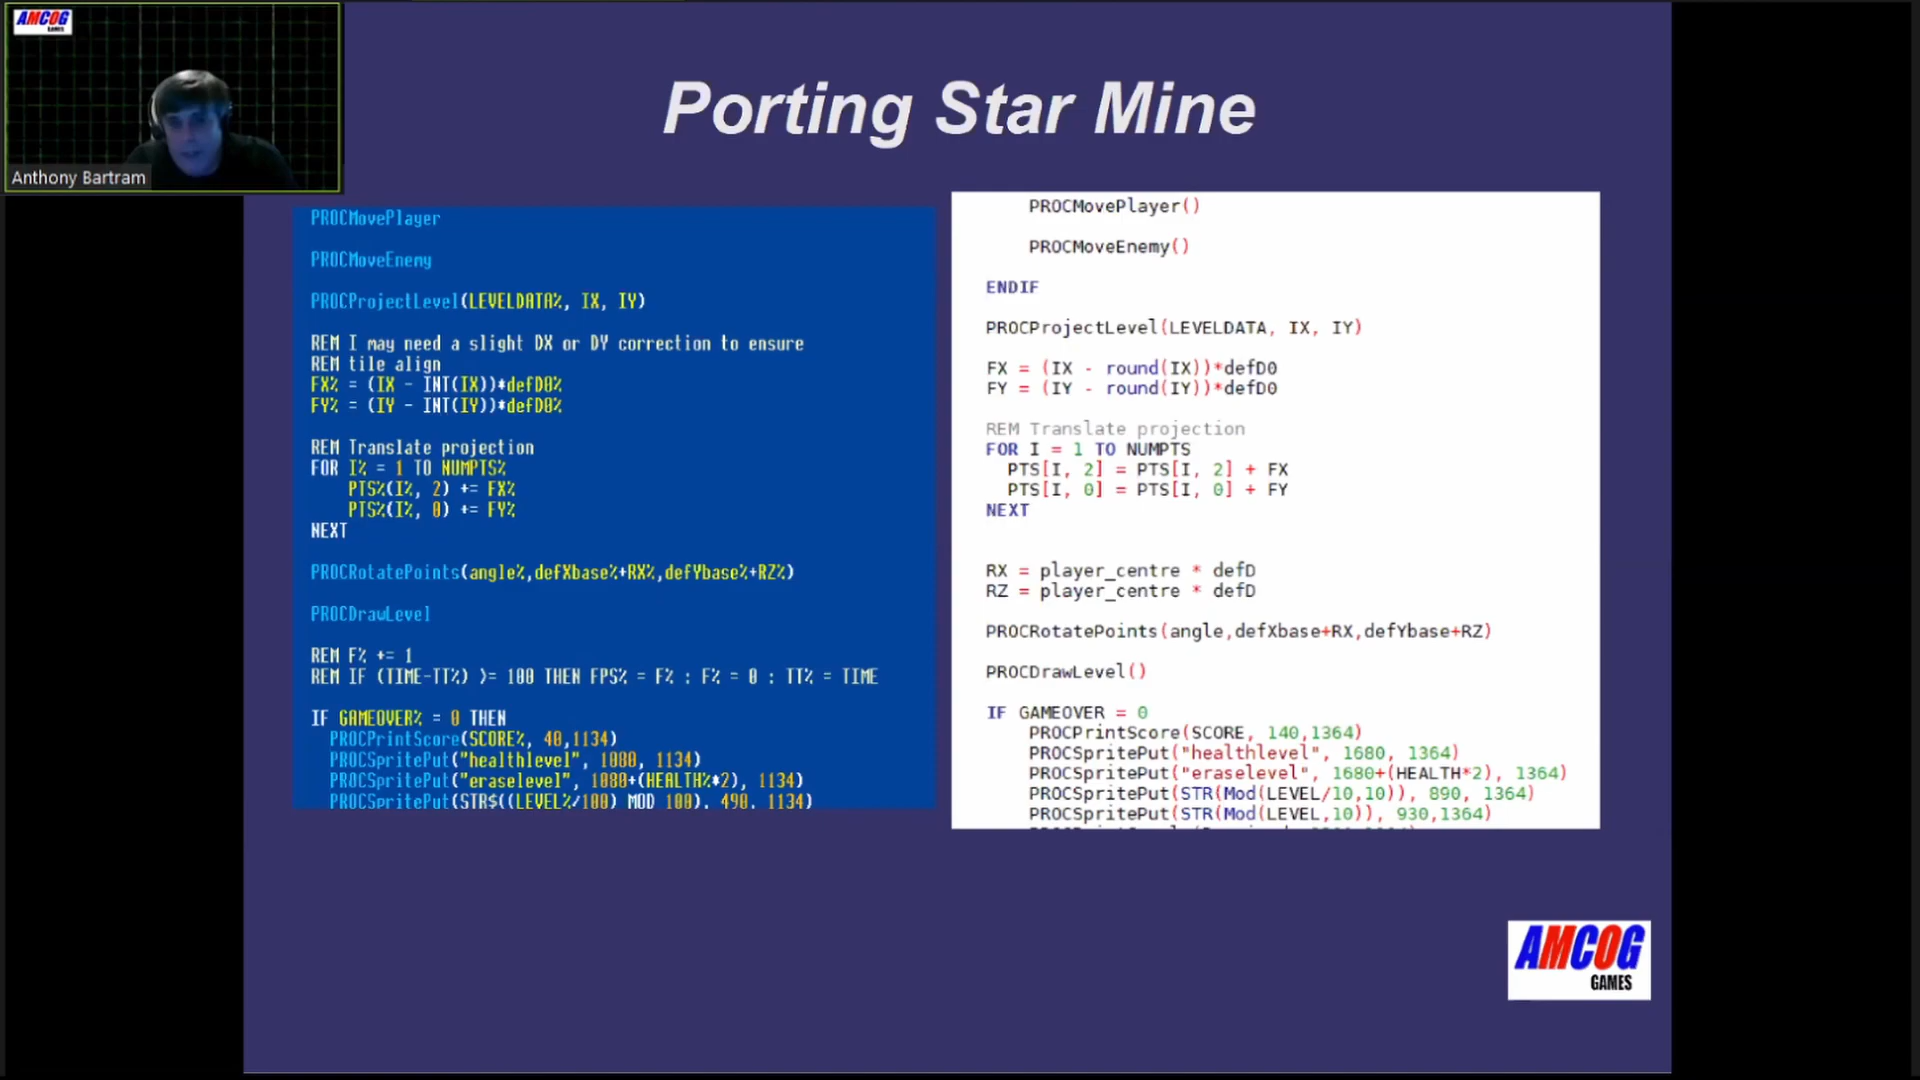 AMCOG
GAMES
Anthony Bartram
Porting Star Mine
PROCMovePlayer
PROCMoveEnemy
PROCProjectLevel(LEVELDATA%, IX, IY)
REM I may need a slight DX or DY correction to ensure
REM tile align
FX% = (IX - INT(IX))*defD0%
FY% = (IY - INT(IY))*defD0%
REM Translate projection
FOR I% = 1 TO NUMPTS%
PTS%(I%, 2) += FX%
PTS%(I%, 0) += FY%
NEXT
PROCRotatePoints(angle%,defXbase%+RX%,defYbase%+RZ%)
PROCDrawLevel
REM F% += 1
REM IF (TIME-TT%) >= 100 THEN FPS% = F% : F% = 0 : TT% = TIME
IF GAMEOVER% = 0 THEN
PROCPrintScore(SCORE%, 40,1134)
PROCSpritePut("healthlevel", 1080, 1134)
PROCSpritePut("eraselevel", 1080+(HEALTH%*2), 1134)
PROCSpritePut(STR$((LEVEL%/100) MOD 100), 490, 1134)
PROCMovePlayer()
PROCMoveEnemy()
ENDIF
PROCProjectLevel(LEVELDATA, IX, IY)
FX = (IX - round(IX))*defD0
FY = (IY - round(IY))*defD0
REM Translate projection
FOR I = 1 TO NUMPTS
PTS[I, 2] = PTS[I, 2] + FX
PTS[I, 0] = PTS[I, 0] + FY
NEXT
RX = player_centre * defD
RZ = player_centre * defD
PROCRotatePoints(angle,defXbase+RX,defYbase+RZ)
PROCDrawLevel()
IF GAMEOVER = 0
PROCPrintScore(SCORE, 140,1364)
PROCSpritePut("healthlevel", 1680, 1364)
PROCSpritePut("eraselevel", 1680+(HEALTH*2), 1364)
PROCSpritePut(STR(Mod(LEVEL/10,10)), 890, 1364)
PROCSpritePut(STR(Mod(LEVEL,10)), 930,1364)
AMCOG
GAMES